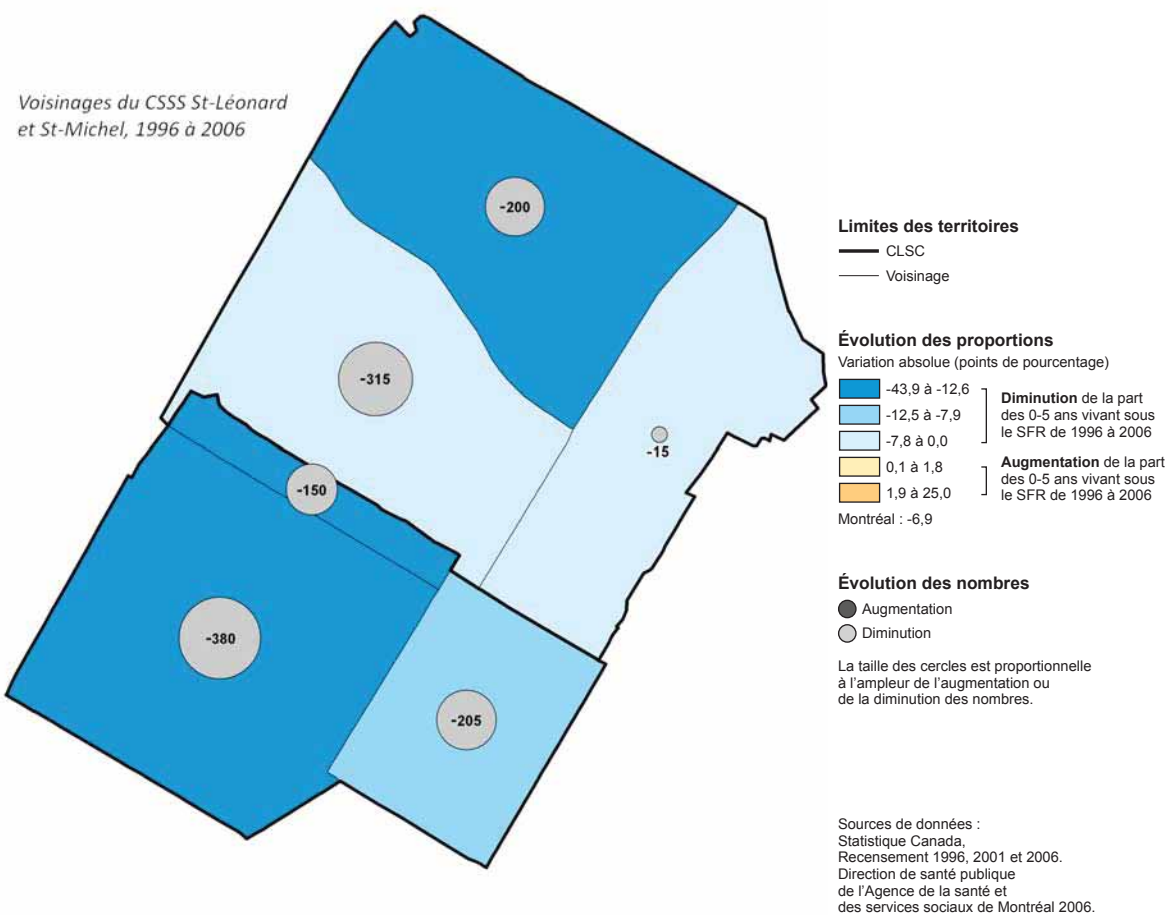 Voisinages du CSSS St-Léonard
et St-Michel, 1996 à 2006
-200
-315
-15
-150
-380
-205
Limites des territoires
CLSC
Voisinage
Évolution des proportions
Variation absolue (points de pourcentage)
-43,9 à -12,6
-12,5 à -7,9
-7,8 à 0,0
Diminution de la part
des 0-5 ans vivant sous
le SFR de 1996 à 2006
0,1 à 1,8
1,9 à 25,0
Augmentation de la part
des 0-5 ans vivant sous
le SFR de 1996 à 2006
Montréal : -6,9
Évolution des nombres
Augmentation
Diminution
La taille des cercles est proportionnelle
à l'ampleur de l'augmentation ou
de la diminution des nombres.
Sources de données :
Statistique Canada,
Recensement 1996, 2001 et 2006.
Direction de santé publique
de l'Agence de la santé et
des services sociaux de Montréal 2006.